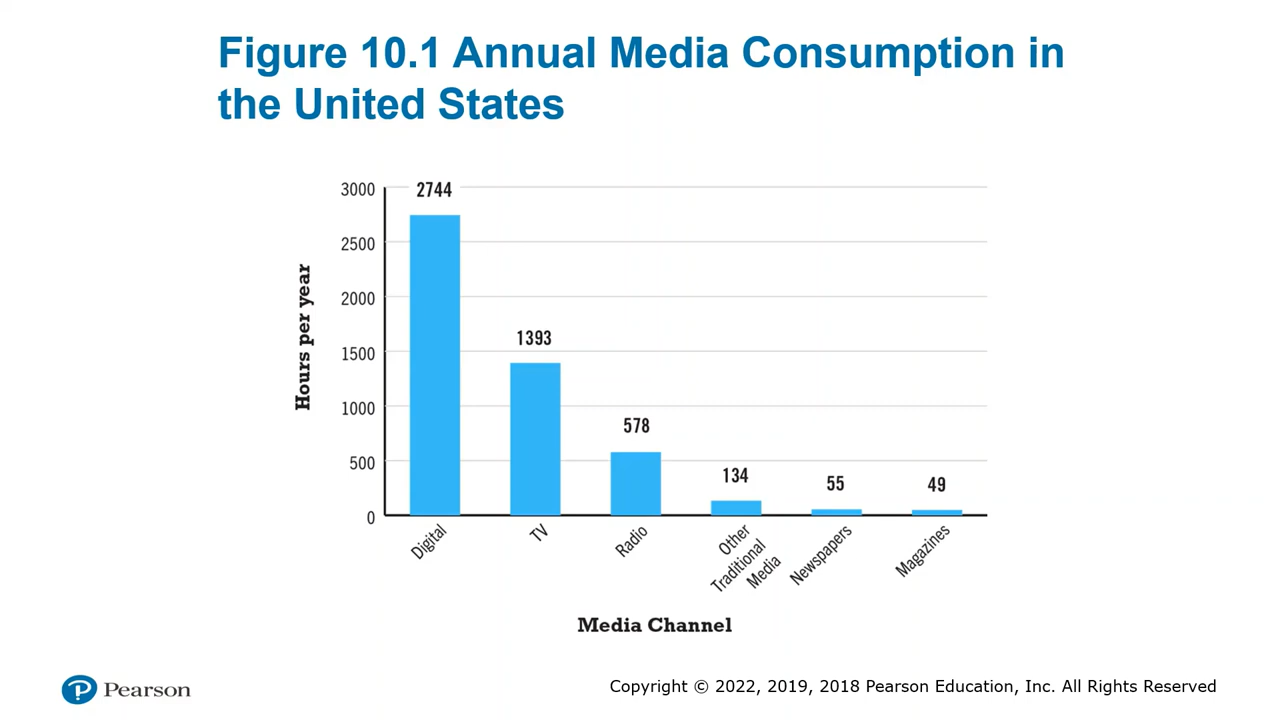 Figure 10.1 Annual Media Consumption in
the United States
3000
2500
2000
1500
1000
500
0
Hours per year
2744
1393
578
134
55
49
Digital
TV
Radio
Other
Traditional
Media
Newspapers
Magazines
Media Channel
Pearson
Copyright © 2022, 2019, 2018 Pearson Education, Inc. All Rights Reserved